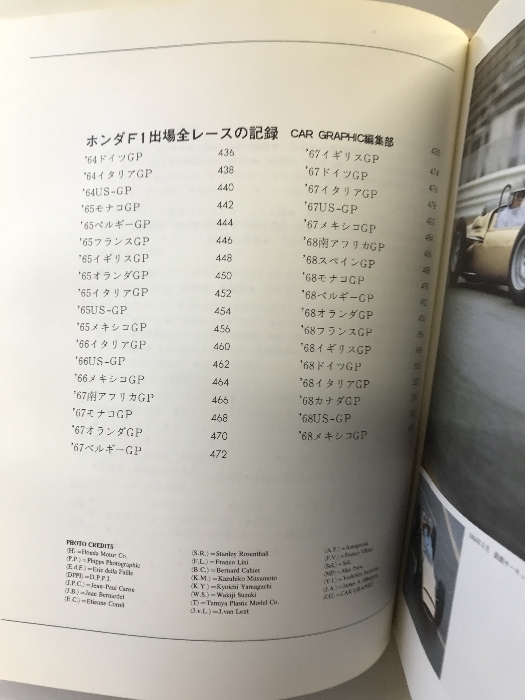 ホンダF1出場全レースの記録 CAR GRAPHIC編集部
'64ドイツGP 436
'64イタリアGP 438
'64US-GP 440
'65モナコGP 442
'65ベルギーGP 444
'65フランスGP 446
'65イギリスGP 448
'65オランダGP 450
'65イタリアGP 452
'65US-GP 454
'65メキシコGP 456
'66イタリアGP 460
'66US-GP 462
'66メキシコGP 464
'67南アフリカGP 466
'67モナコGP 468
'67オランダGP 470
'67ベルギーGP 472
'67イギリスGP
'67ドイツGP 474
'67イタリアGP
'67US-GP
'67メキシコGP
'68南アフリカGP
'68スペインGP
'68モナコGP
'68ベルギーGP
'68オランダGP
'68フランスGP
'68イギリスGP
'68ドイツGP
'68イタリアGP
'68カナダGP
'68US-GP
'68メキシコGP
PHOTO CREDITS
(H)=Honda Motor Co.
(P.P.)=Phipps Photographic
(E.d.F.)=Eric della Faille
(DPPI)=D.P.P.I.
(J.P.C.)=Jean-Paul Caron
(J.B.)=Jean Bernardet
(E.C.)=Etienne Cornil
(S.R.)=Stanley Rosenthall
(F.L.)=Franco Lini
(B.C.)=Bernard Cahier
(K.M.)=Kazuhiko Masumoto
(K.Y.)=Kyoichi Yamaguchi
(W.S.)=Wakiji Suzuki
(T)=Tamiya Plastic Model Co.
(J.v.L.)=J.van Lent
(CG)=CAR GRAPHIC